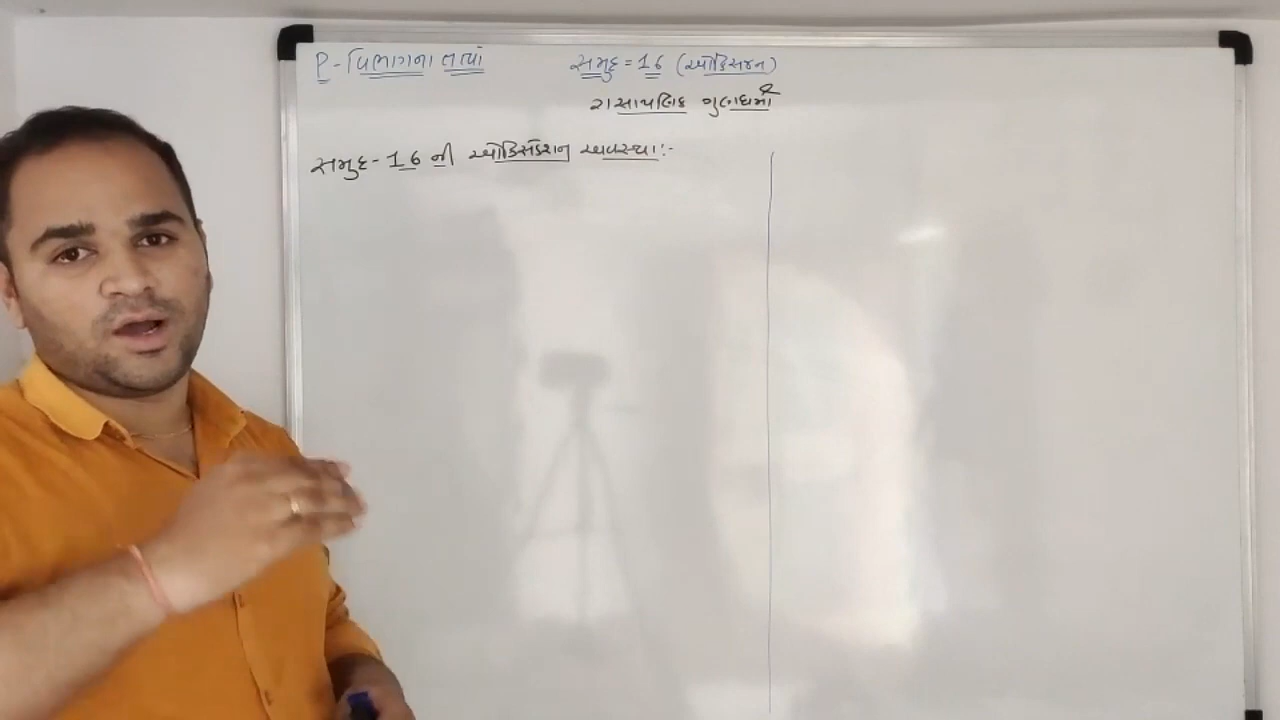 P - વિભાગના તત્વો સમુહ = 16 (ઓક્સિજન)
રાસાયણિક ગુણધર્મો
સમુહ - 16 ની ઓક્સિડેશન અવસ્થા :-